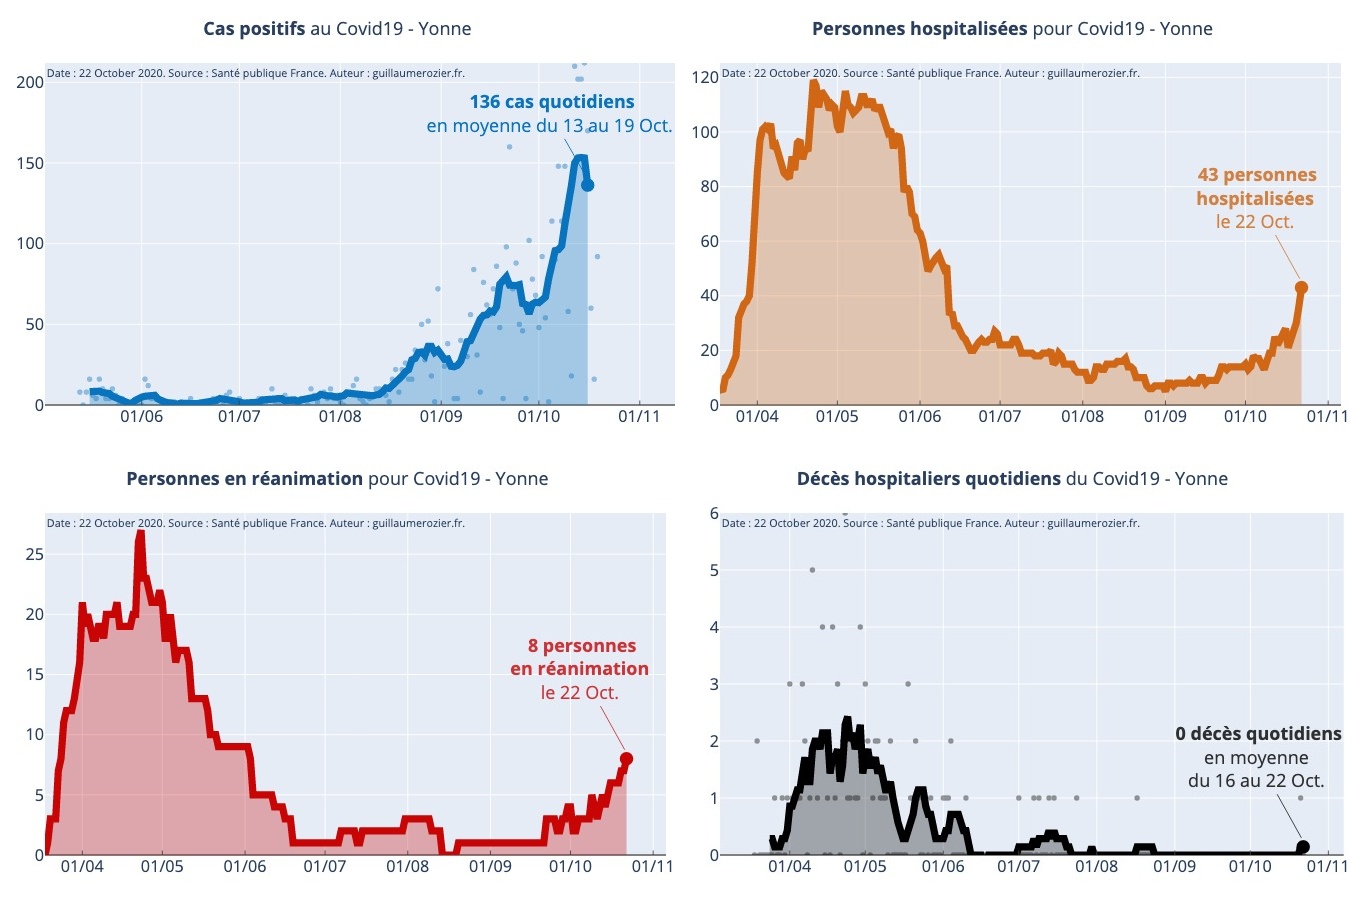 Cas positifs au Covid19 - Yonne
Date : 22 October 2020. Source : Santé publique France. Auteur : guillaumerozier.fr.
200
150
100
50
0
136 cas quotidiens
en moyenne du 13 au 19 Oct.
01/06 01/07 01/08 01/09 01/10 01/11
Personnes hospitalisées pour Covid19 - Yonne
Date : 22 October 2020. Source : Santé publique France. Auteur : guillaumerozier.fr.
120
100
80
60
40
20
0
43 personnes
hospitalisées
le 22 Oct.
01/04 01/05 01/06 01/07 01/08 01/09 01/10 01/11
Personnes en réanimation pour Covid19 - Yonne
Date : 22 October 2020. Source : Santé publique France. Auteur : guillaumerozier.fr.
25
20
15
10
5
0
8 personnes
en réanimation
le 22 Oct.
01/04 01/05 01/06 01/07 01/08 01/09 01/10 01/11
Décès hospitaliers quotidiens du Covid19 - Yonne
Date : 22 October 2020. Source : Santé publique France. Auteur : guillaumerozier.fr.
6
5
4
3
2
1
0
0 décès quotidiens
en moyenne
du 16 au 22 Oct.
01/04 01/05 01/06 01/07 01/08 01/09 01/10 01/11